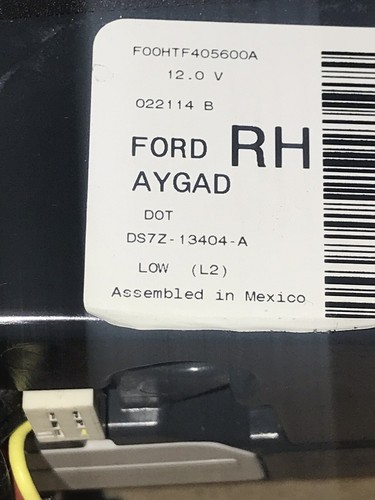 F00HTF405600A
12.0 V
022114 B
FORD RH
AYGAD
DOT
DS7Z-13404-A
LOW (L2)
Assembled in Mexico